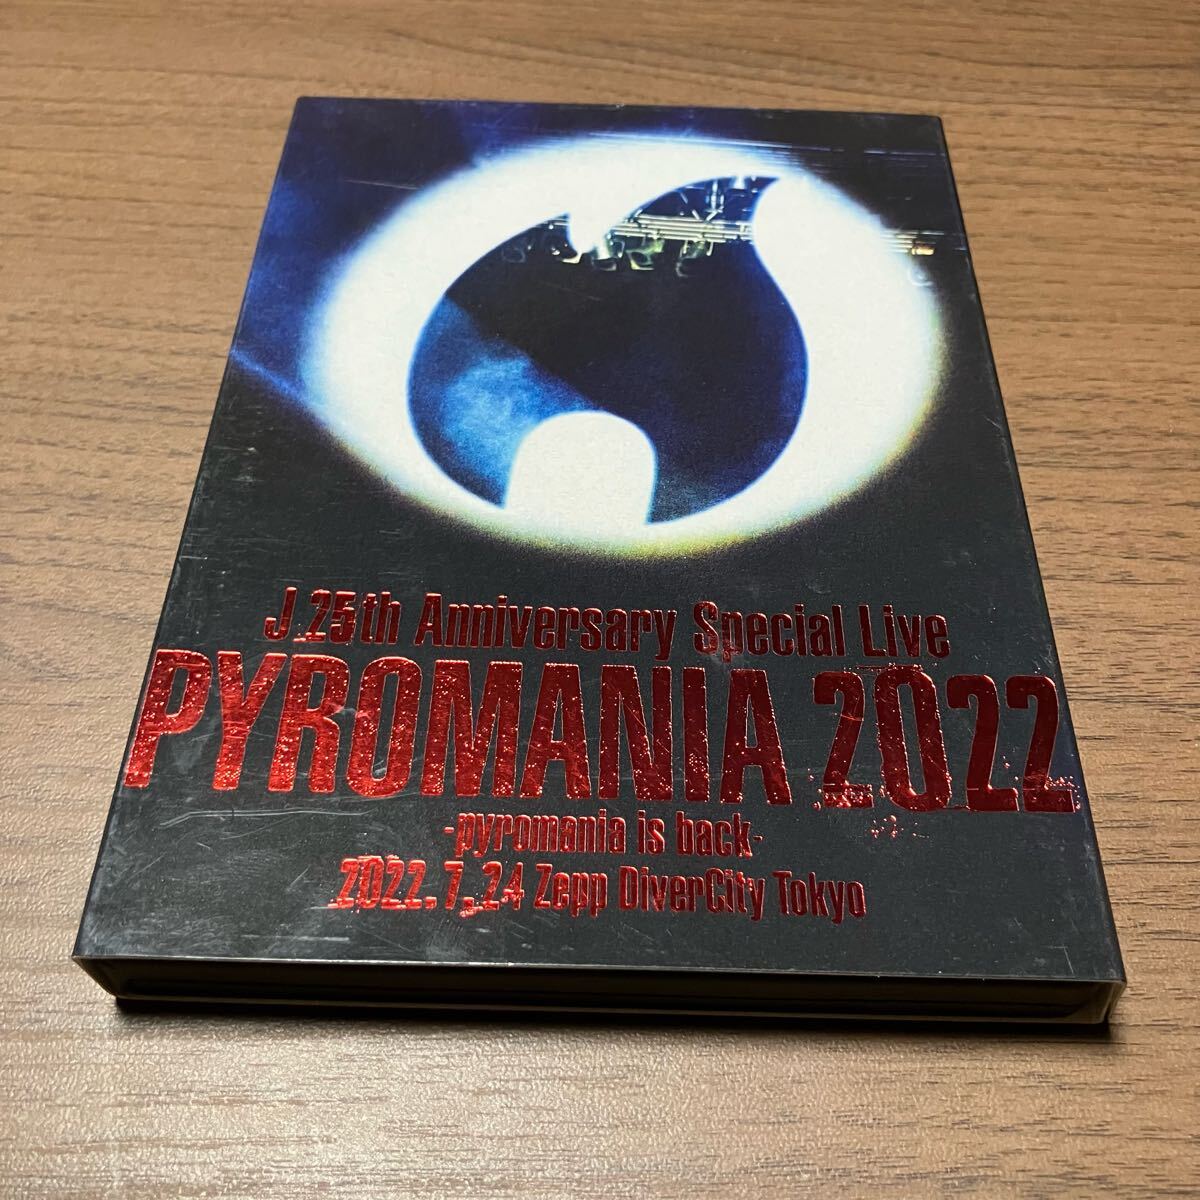 J 25th Anniversary Special Live
PYROMANIA 2022
-pyromania is back-
2022.7.24 Zepp DiverCity Tokyo